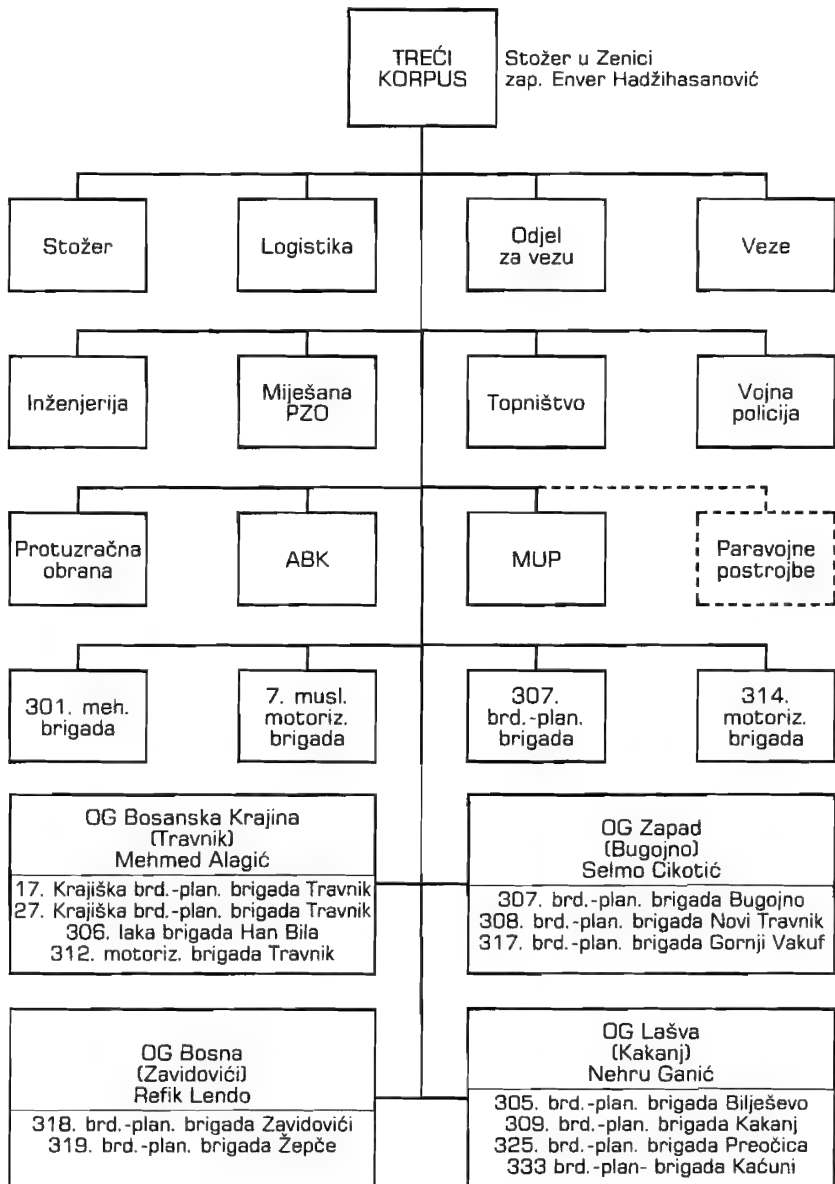 TREĆI
KORPUS
Stožer u Zenici
zap. Enver Hadžihasanović
Stožer
Logistika
Odjel
za vezu
Veze
Inženjerija
Miješana
PZO
Topništvo
Vojna
policija
Protuzračna
obrana
ABK
MUP
Paravojne
postrojbe
301. meh.
brigada
7. musl.
motoriz.
brigada
307.
brd.-plan.
brigada
314.
motoriz.
brigada
OG Bosanska Krajina
(Travnik)
Mehmed Alagić
17. Krajiška brd.-plan. brigada Travnik
27. Krajiška brd.-plan. brigada Travnik
306. laka brigada Han Bila
312. motoriz. brigada Travnik
OG Zapad
(Bugojno)
Selmo Cikotić
307. brd.-plan. brigada Bugojno
308. brd.-plan. brigada Novi Travnik
317. brd.-plan. brigada Gornji Vakuf
OG Bosna
(Zavidovići)
Refik Lendo
318. brd.-plan. brigada Zavidovići
319. brd.-plan. brigada Žepče
OG Lašva
(Kakanj)
Nehru Ganić
305. brd.-plan. brigada Bilješevo
309. brd.-plan. brigada Kakanj
325. brd.-plan. brigada Preočica
333 brd.-plan- brigada Kaćuni